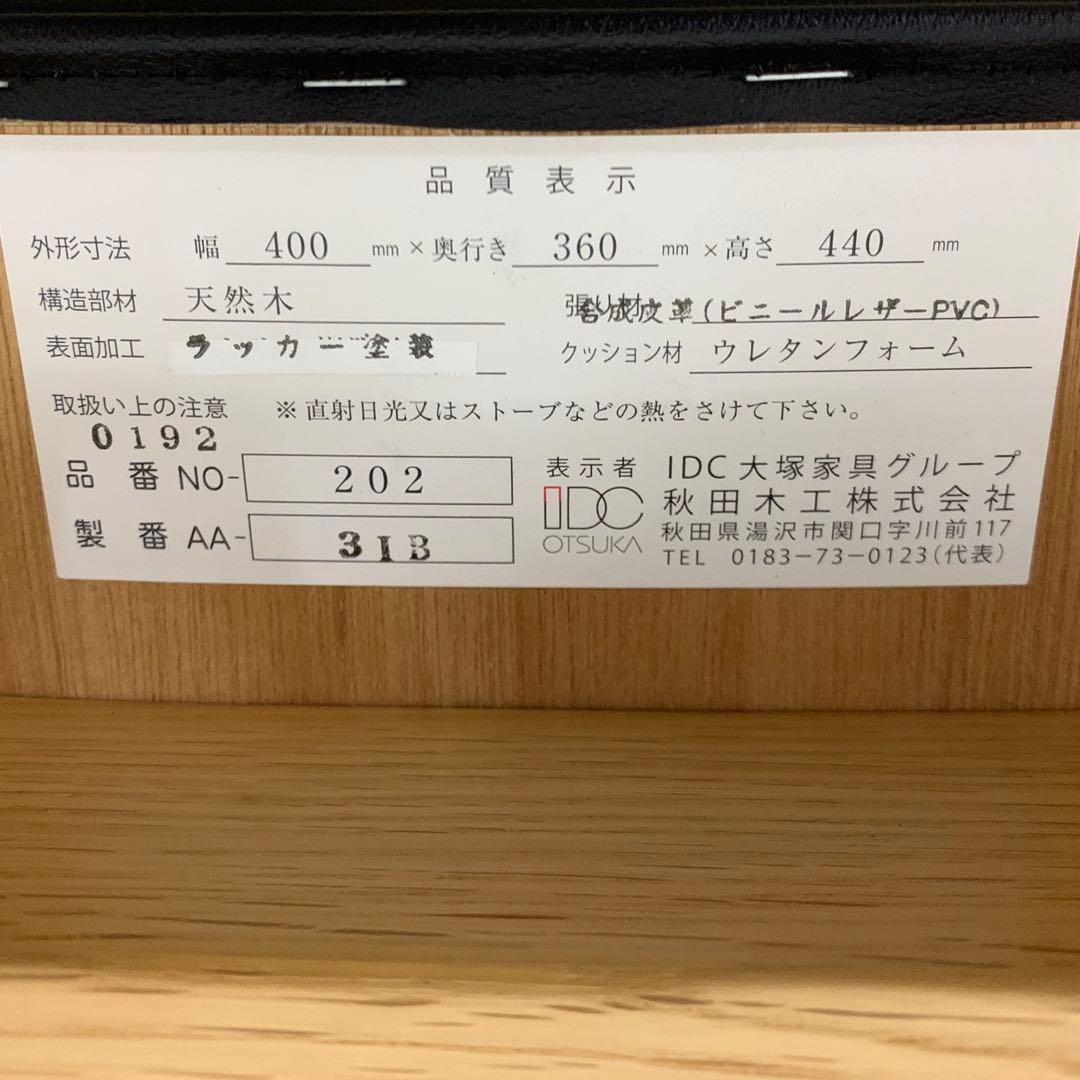 品質表示
外形寸法 幅 400 mm × 奥行き 360 mm × 高さ 440 mm
構造部材 天然木 張り材 合成皮革(ビニールレザーPVC)
表面加工 ラッカー塗装 クッション材 ウレタンフォーム
取扱い上の注意 ※直射日光又はストーブなどの熱をさけて下さい。
0192
品番 NO- 202
製番 AA- 31B
表示者 IDC大塚家具グループ
IDC OTSUKA
秋田木工株式会社
秋田県湯沢市関口字川前117
TEL 0183-73-0123(代表)